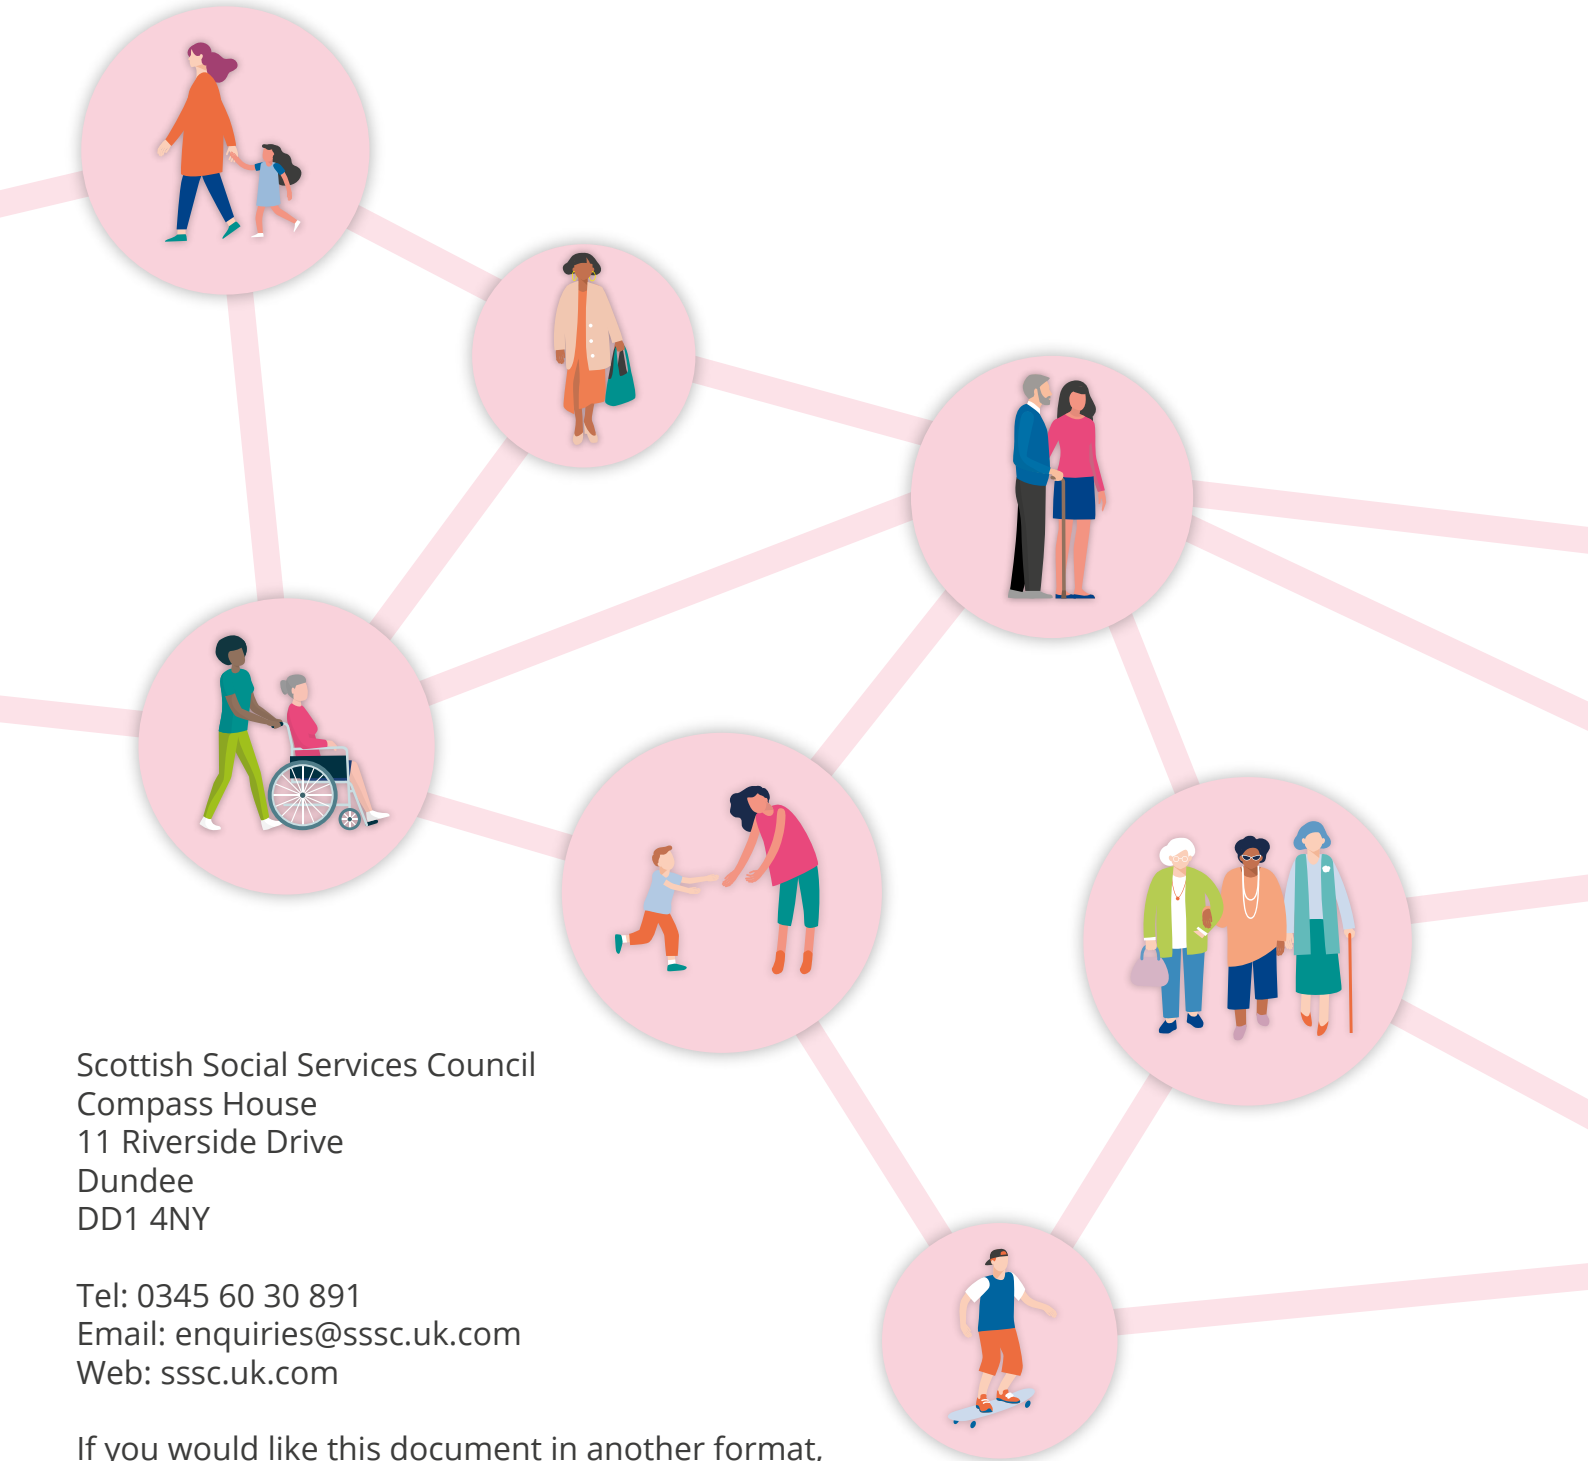 Scottish Social Services Council
Compass House
11 Riverside Drive
Dundee
DD1 4NY
Tel: 0345 60 30 891
Email: enquiries@sssc.uk.com
Web: sssc.uk.com
If you would like this document in another format,